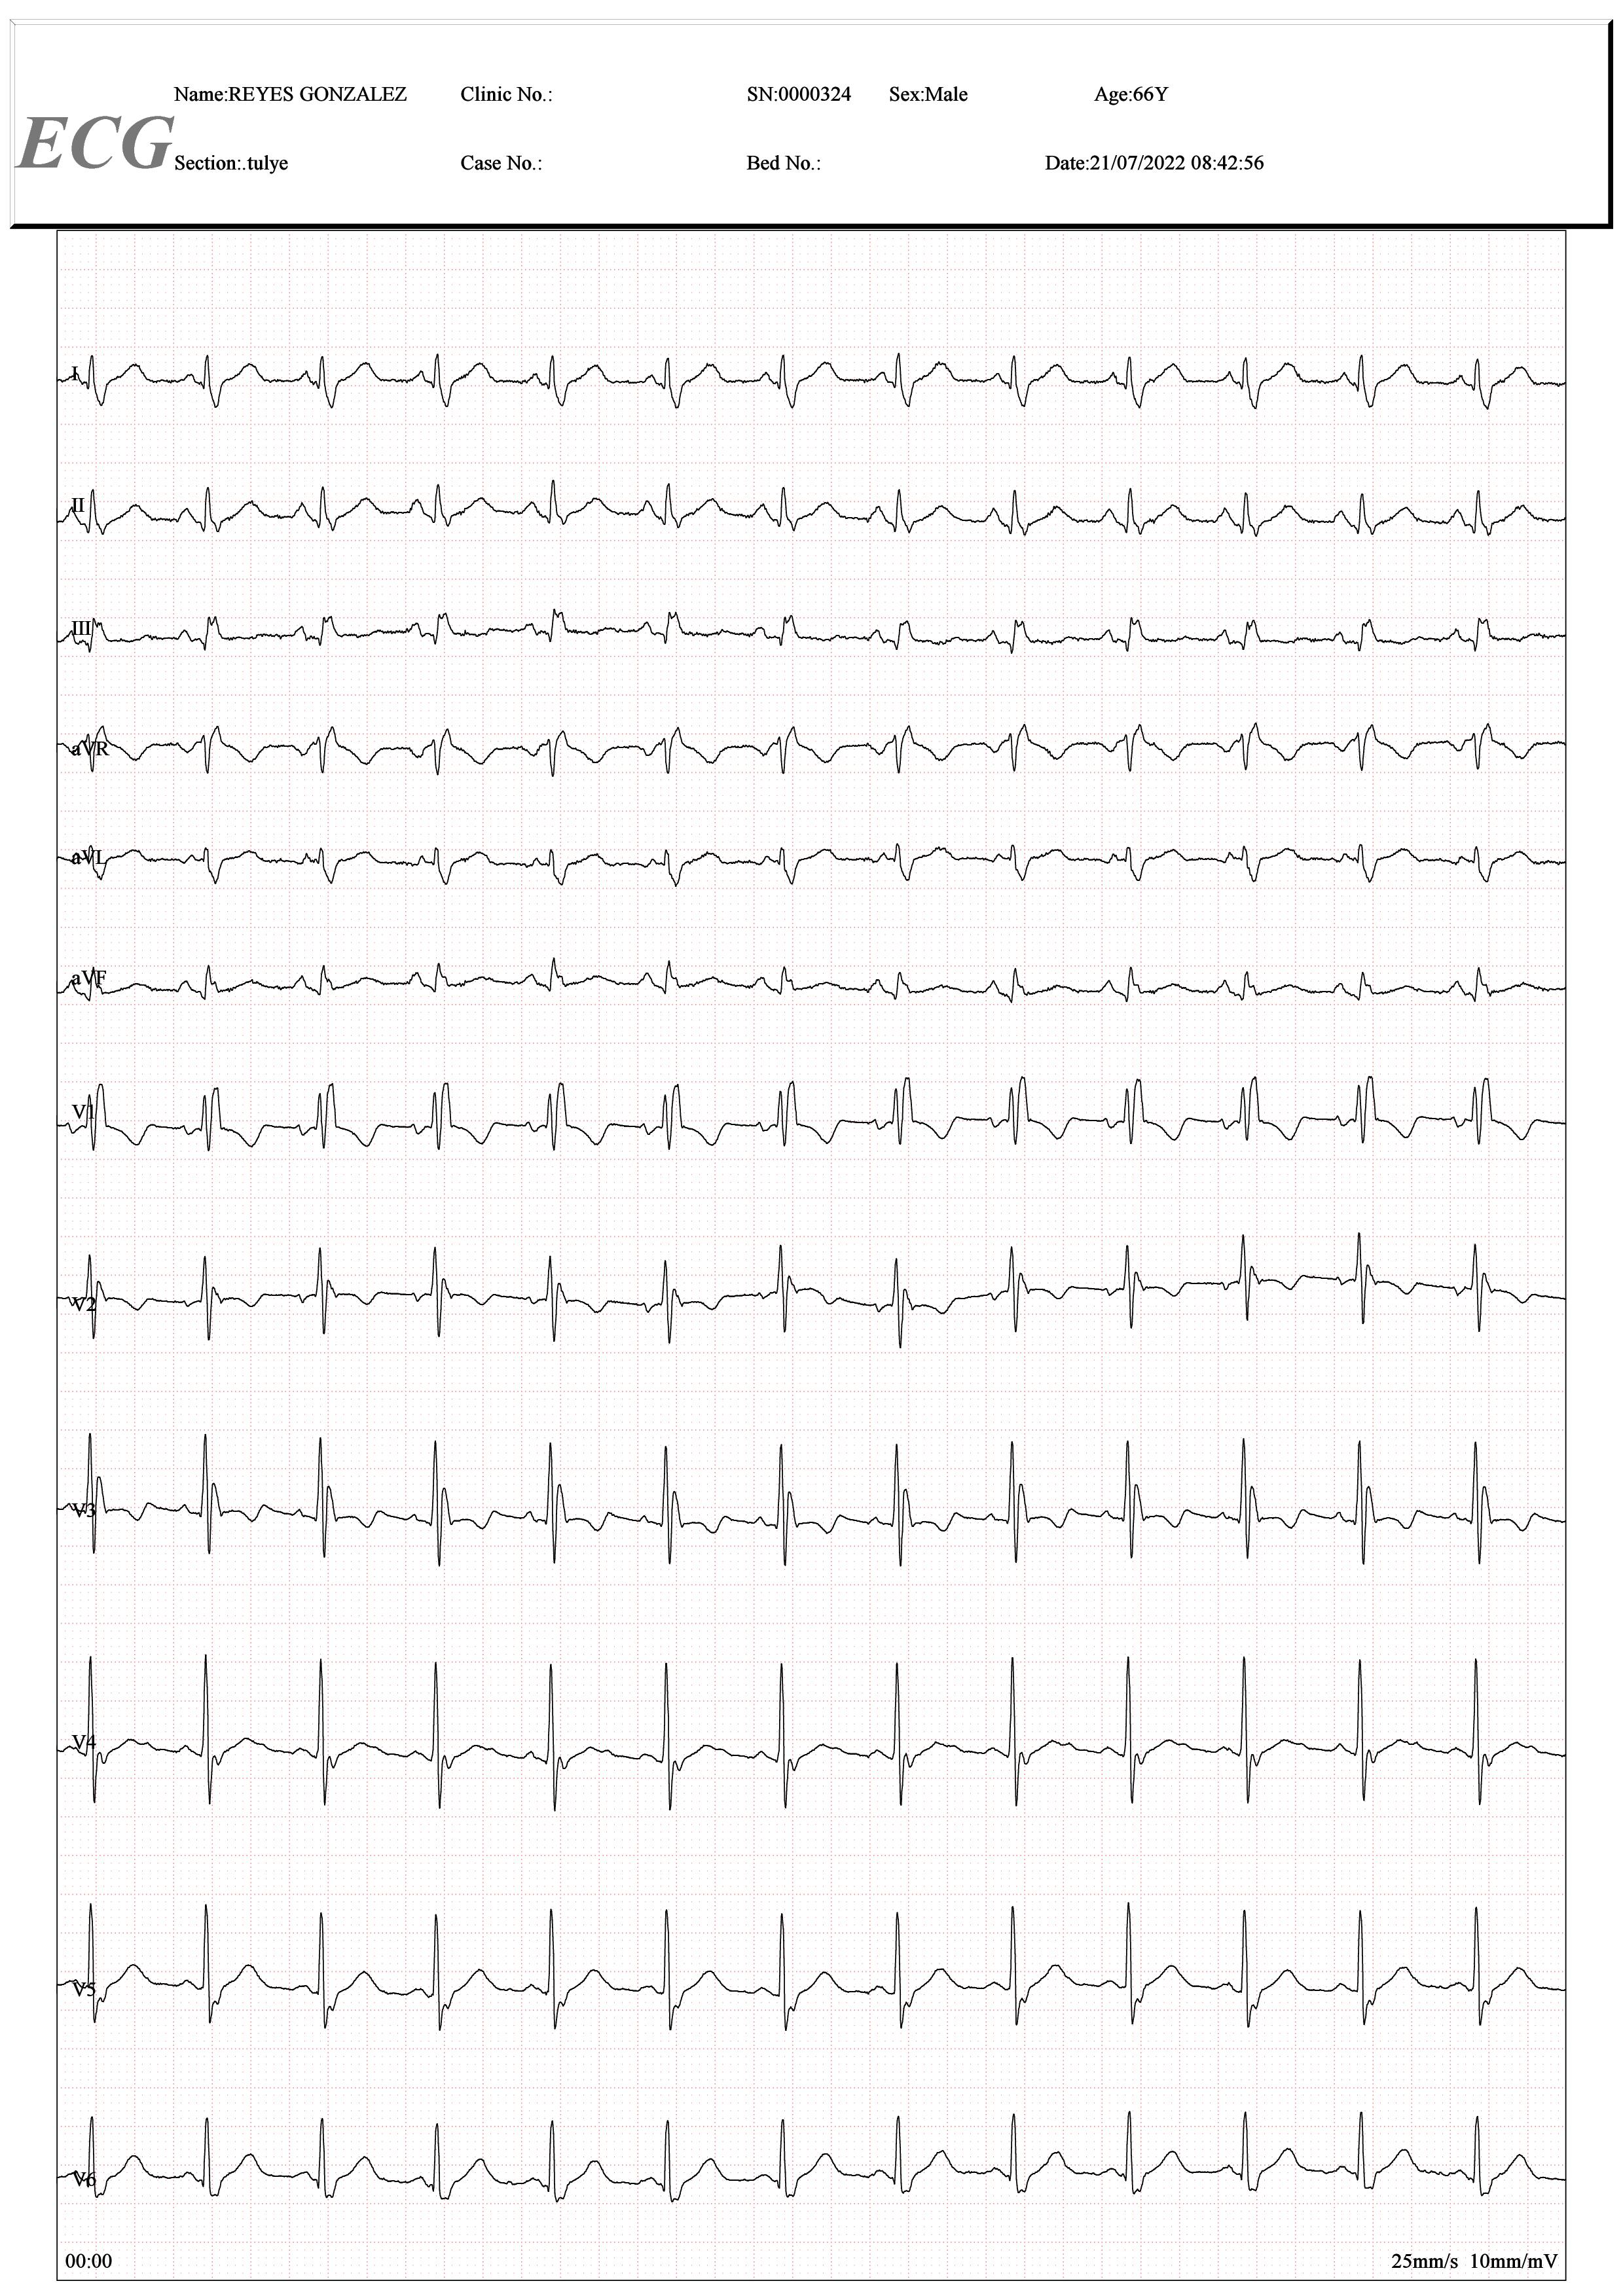 Name:REYES GONZALEZ Clinic No.: SN:0000324 Sex:Male Age:66Y
ECG
Section:.tulye Case No.: Bed No.: Date:21/07/2022 08:42:56
I
II
III
aVR
aVL
aVF
V1
V2
V3
V4
V5
V6
00:00 25mm/s 10mm/mV